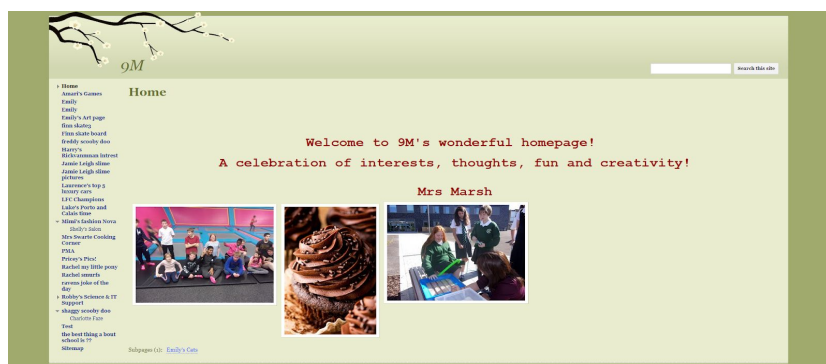 9M
Search this site
Home
Amari's Games
Emily
Emily
Emily's Art page
finn skate3
Finn skate board
freddy scooby doo
Harry's
Rickvanman intrest
Jamie Leigh slime
Jamie Leigh slime
pictures
Laurence's top 5
luxury cars
LFC Champions
Luke's Porto and
Calais time
Mimi's fashion Nova
Shelly's Salon
Mrs Swarts Cooking
Corner
PMA
Pricey's Pics!
Rachel my little pony
Rachel smurfs
ravens joke of the
day
Robby's Science & IT
Support
shaggy scooby doo
Charlotte Faze
Test
the best thing a bout
school is ??
Sitemap
Home
Welcome to 9M's wonderful homepage!
A celebration of interests, thoughts, fun and creativity!
Mrs Marsh
Subpages (1): Emily's Cats